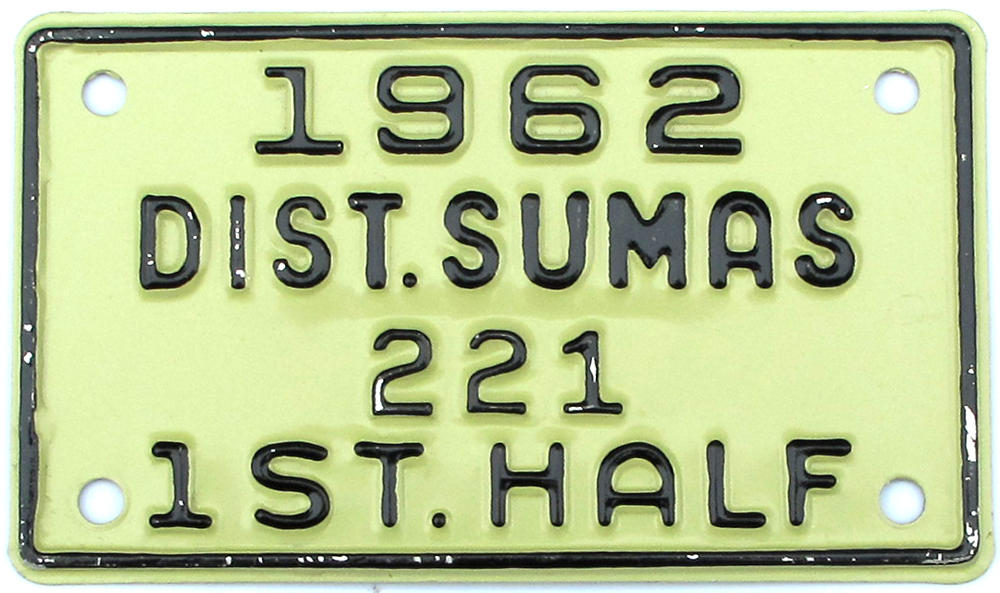 1962
DIST.SUMAS
221
1ST.HALF